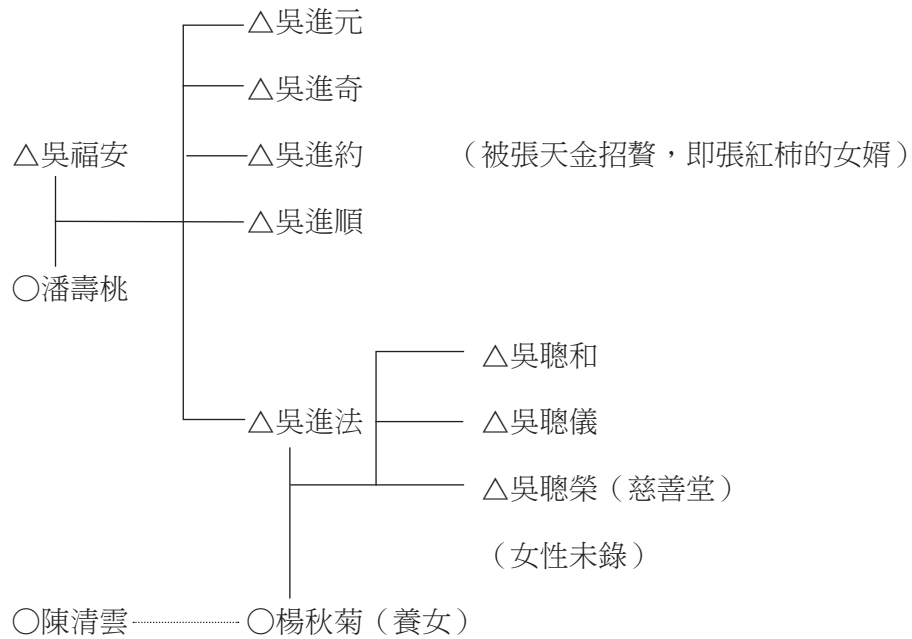 △吳進元
△吳進奇
△吳福安
△吳進約
（被張天金招贅，即張紅柿的女婿）
△吳進順
○潘壽桃
△吳聰和
△吳進法
△吳聰儀
△吳聰榮（慈善堂）
（女性未錄）
○陳清雲
○楊秋菊（養女）